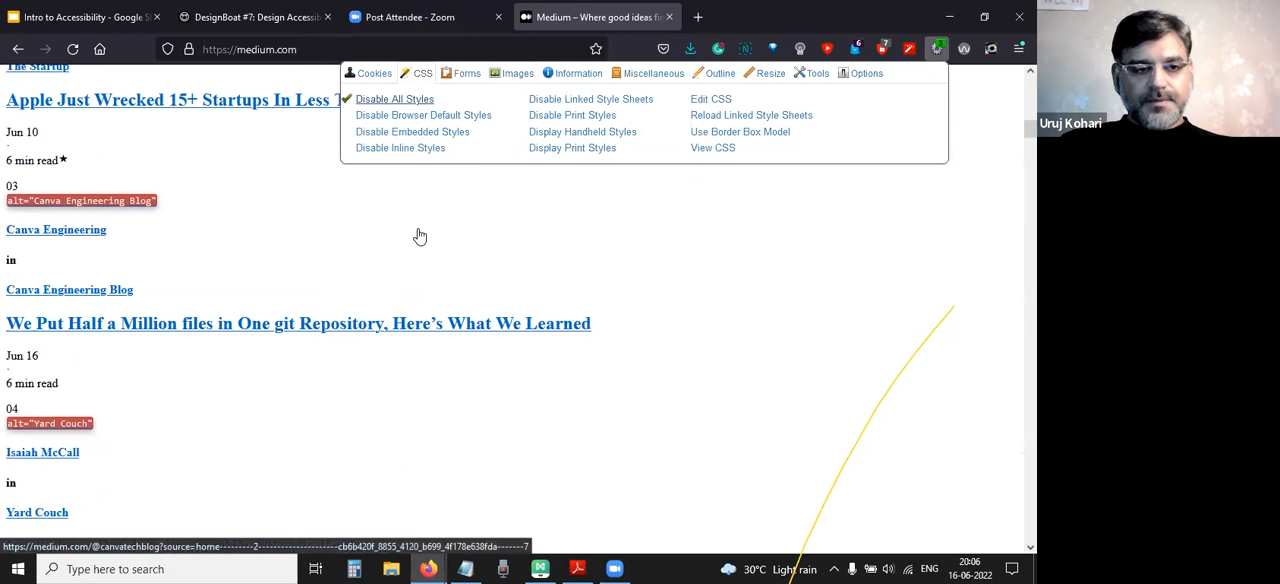 Intro to Accessibility - Google S
DesignBoat #7: Design Accessib
Post Attendee - Zoom
Medium – Where good ideas fi
https://medium.com
6
7
3
Cookies CSS Forms Images Information Miscellaneous Outline Resize Tools Options
Disable All Styles Disable Linked Style Sheets Edit CSS
Disable Browser Default Styles Disable Print Styles Reload Linked Style Sheets
Disable Embedded Styles Display Handheld Styles Use Border Box Model
Disable Inline Styles Display Print Styles View CSS
The Startup
Apple Just Wrecked 15+ Startups In Less
Jun 10
·
6 min read★
03
alt="Canva Engineering Blog"
Canva Engineering
in
Canva Engineering Blog
We Put Half a Million files in One git Repository, Here's What We Learned
Jun 16
·
6 min read
04
alt="Yard Couch"
Isaiah McCall
in
Yard Couch
https://medium.com/@canvatechblog?source=home---------2------------------cb6b420f_8855_4120_b699_4f178e638fda-------7
Type here to search
30°C Light rain
ENG
20:06
16-06-2022
Uruj Kohari